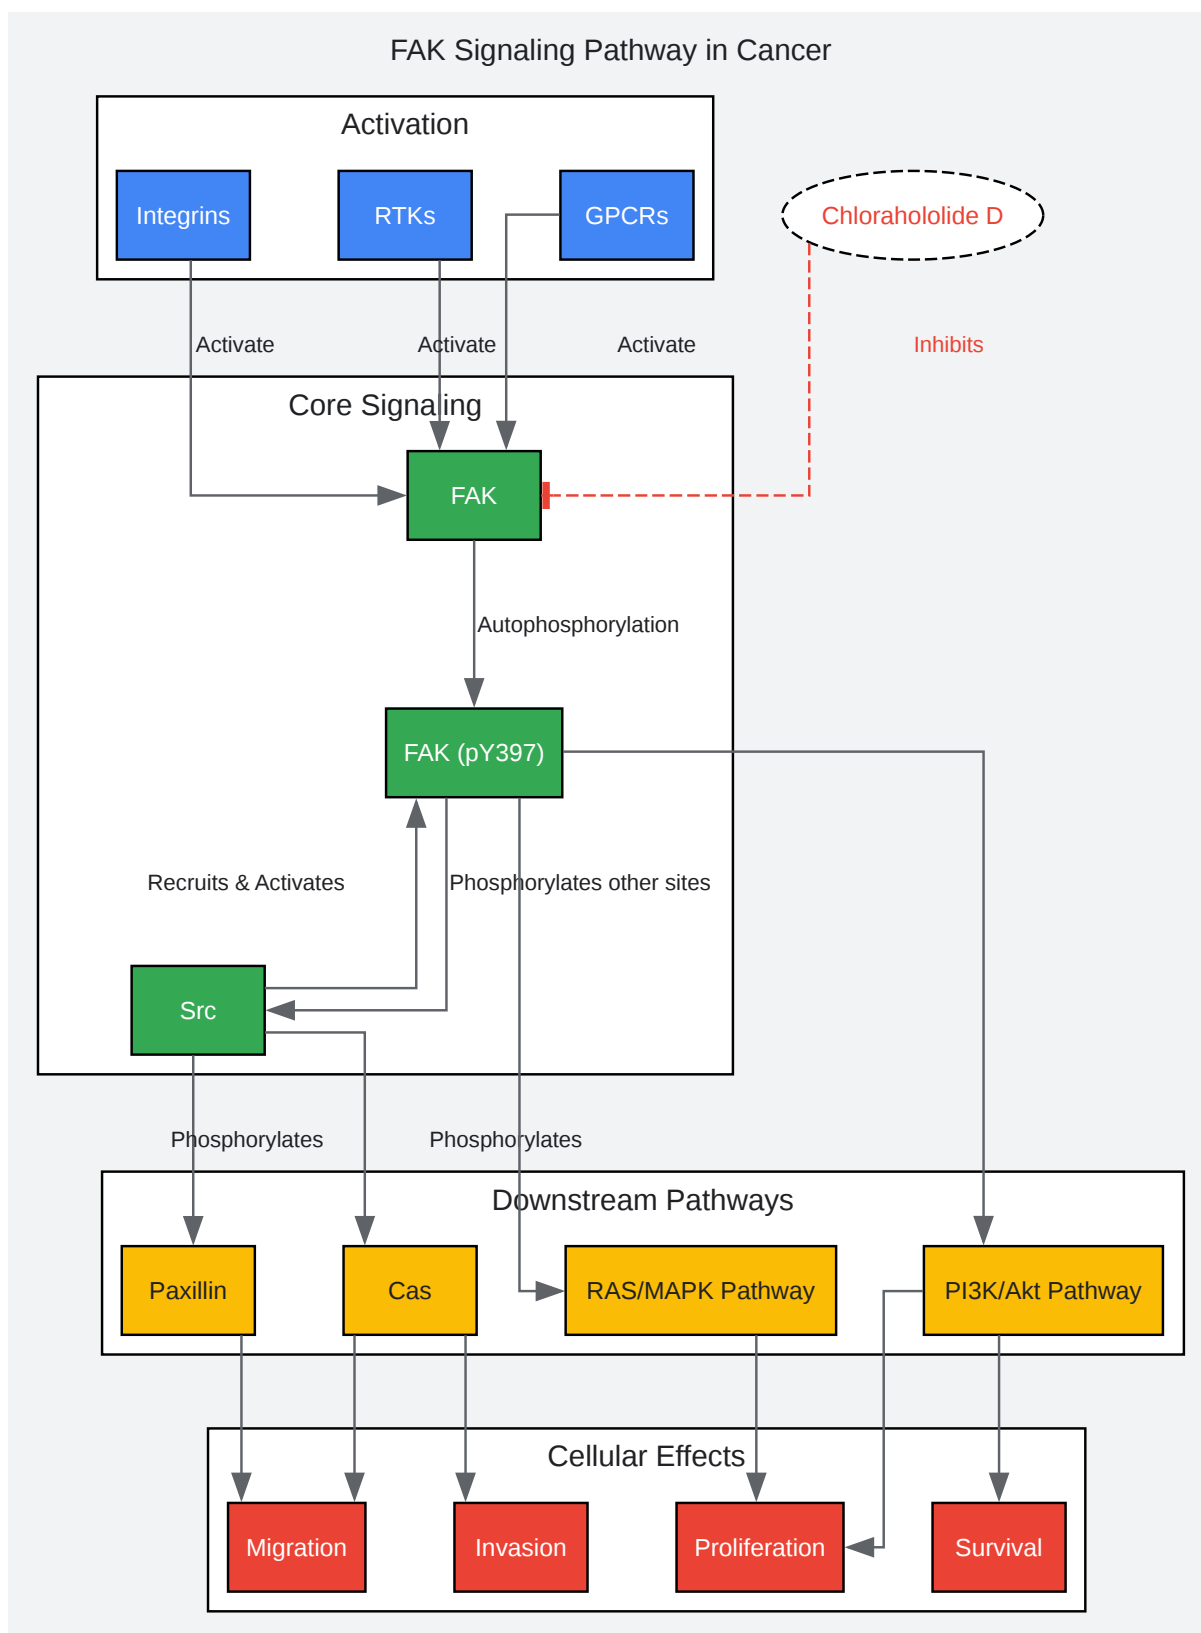 FAK Signaling Pathway in Cancer
Activation
Integrins
RTKs
GPCRs
Chlorahololide D
Activate
Activate
Activate
Inhibits
Core Signaling
FAK
Autophosphorylation
FAK (pY397)
Recruits & Activates
Phosphorylates other sites
Src
Phosphorylates
Phosphorylates
Downstream Pathways
Paxillin
Cas
RAS/MAPK Pathway
PI3K/Akt Pathway
Cellular Effects
Migration
Invasion
Proliferation
Survival